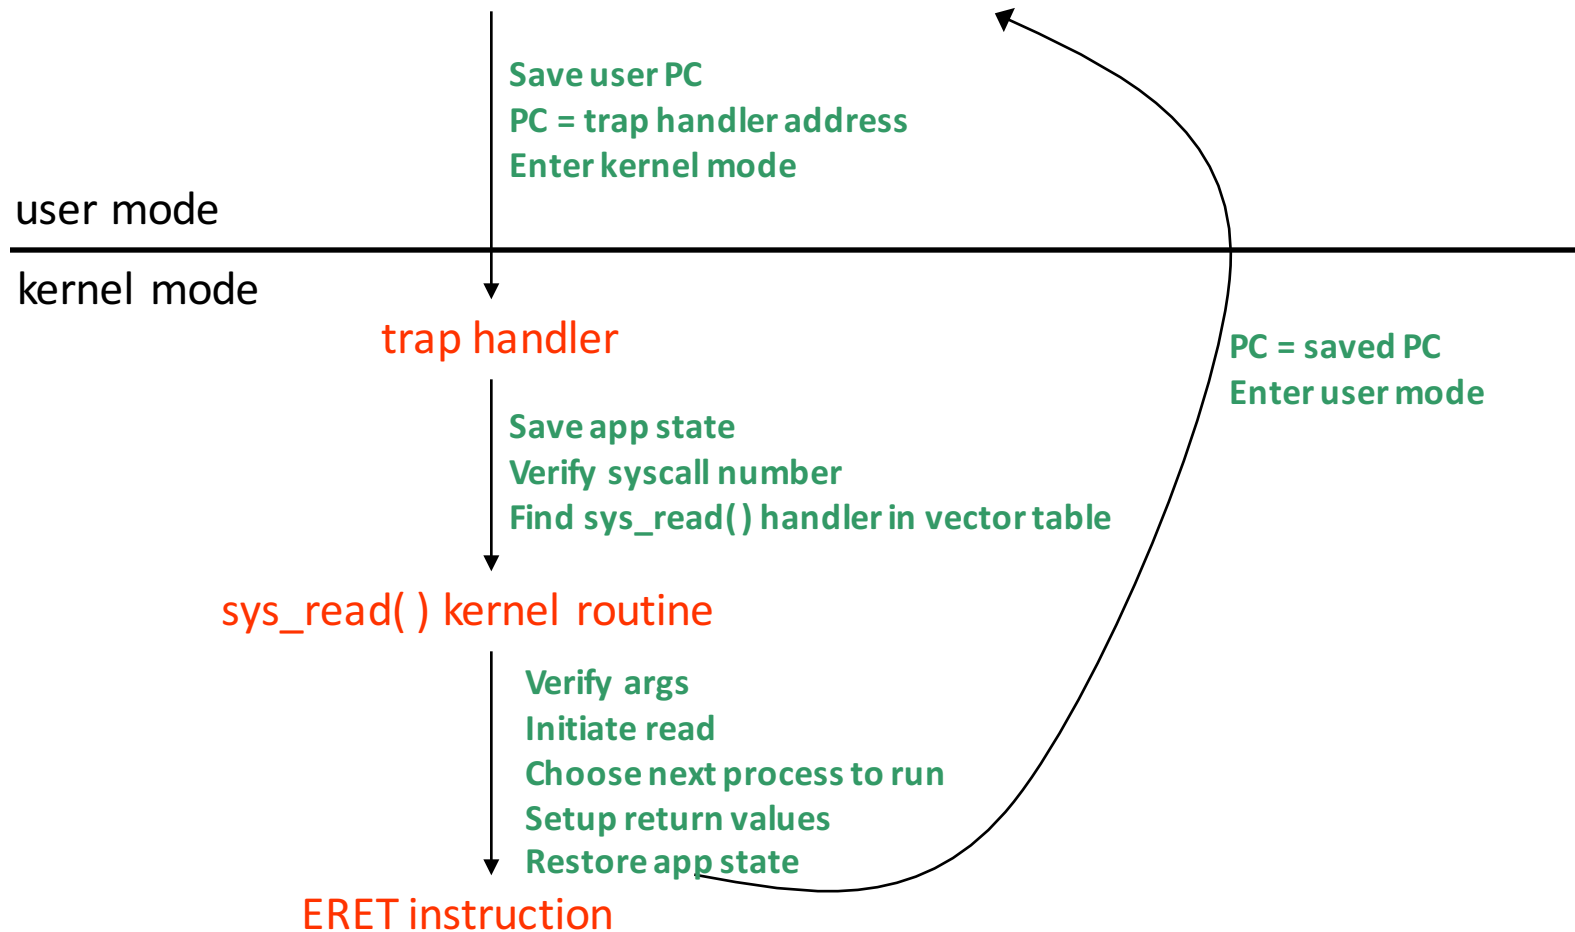 Save user PC
PC = trap handler address
Enter kernel mode
user mode
kernel mode
trap handler
PC = saved PC
Enter user mode
Save app state
Verify syscall number
Find sys_read( ) handler in vector table
sys_read( ) kernel routine
Verify args
Initiate read
Choose next process to run
Setup return values
Restore app state
ERET instruction